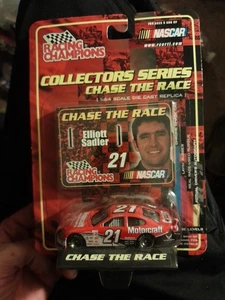 RACING
CHAMPIONS
NASCAR
COLLECTORS SERIES
CHASE THE RACE
1:64 SCALE DIE CAST REPLICA
CHASE THE RACE
Elliott
Sadler
21
RACING
CHAMPIONS
NASCAR
21
Motorcraft
21
CHASE THE RACE